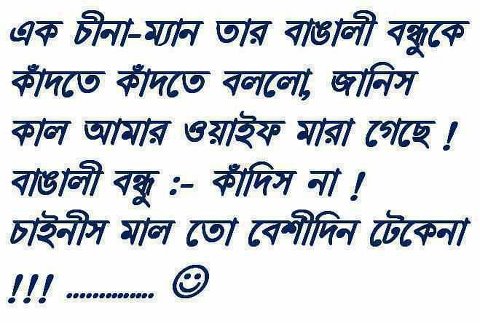 এক চীনা-ম্যান তার বাঙালী বন্ধুকে
কাঁদতে কাঁদতে বললো, জানিস
কাল আমার ওয়াইফ মারা গেছে !
বাঙালী বন্ধু :- কাঁদিস না !
চাইনীস মাল তো বেশীদিন টেকেনা
!!! .............. ☺